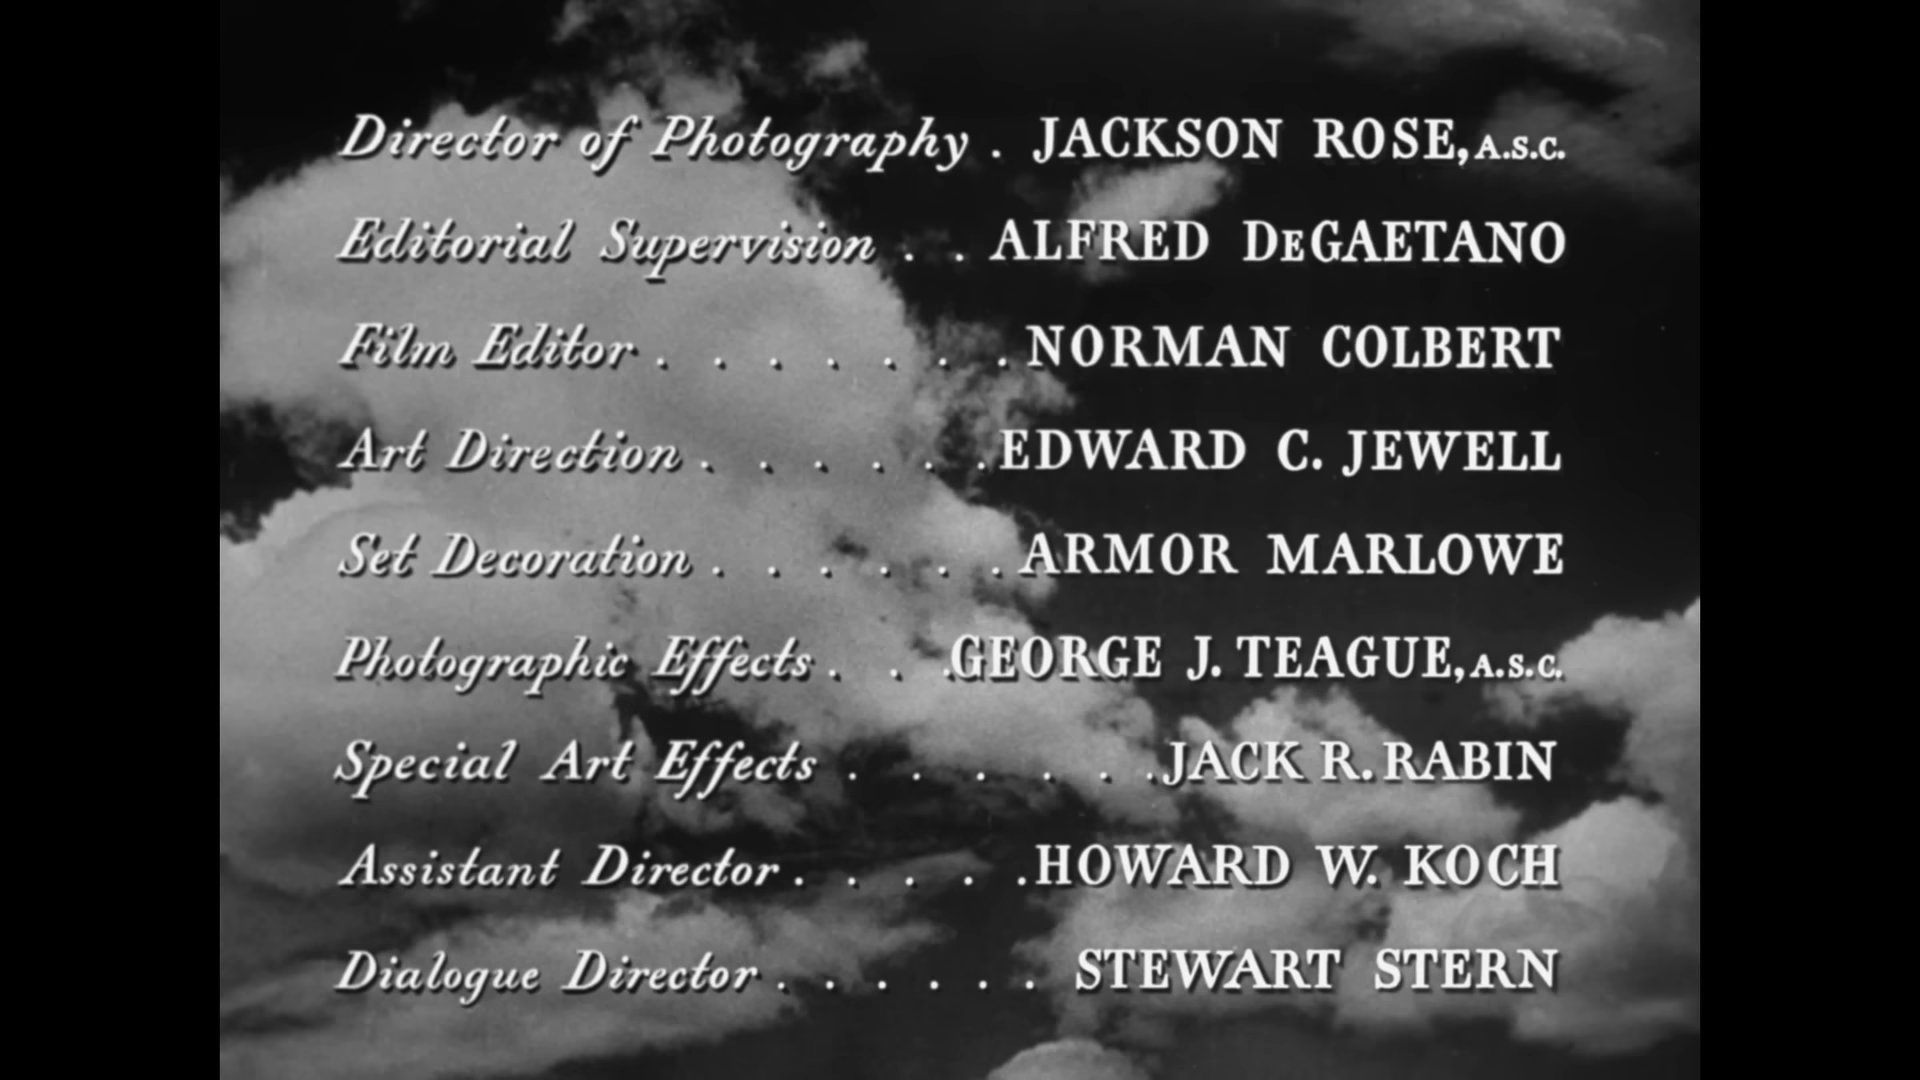 Director of Photography . JACKSON ROSE, A.S.C.
Editorial Supervision . . ALFRED DeGAETANO
Film Editor . . . . . . . NORMAN COLBERT
Art Direction . . . . . . EDWARD C. JEWELL
Set Decoration . . . . . . ARMOR MARLOWE
Photographic Effects . . . GEORGE J. TEAGUE, A.S.C.
Special Art Effects . . . . . . JACK R. RABIN
Assistant Director . . . . . HOWARD W. KOCH
Dialogue Director . . . . . . STEWART STERN